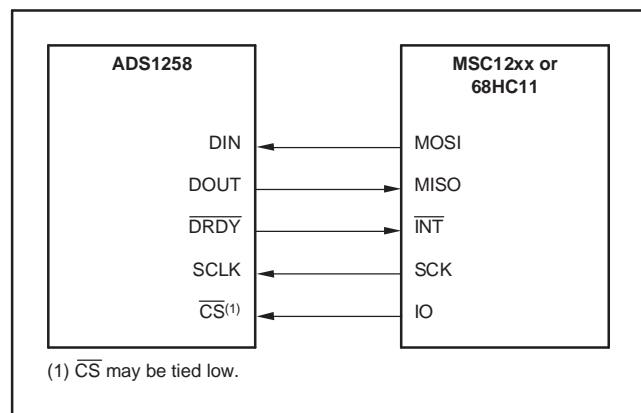 ADS1258
MSC12xx or
68HC11
DIN
MOSI
DOUT
MISO
DRDY
INT
SCLK
SCK
CS(1)
IO
(1) CS may be tied low.